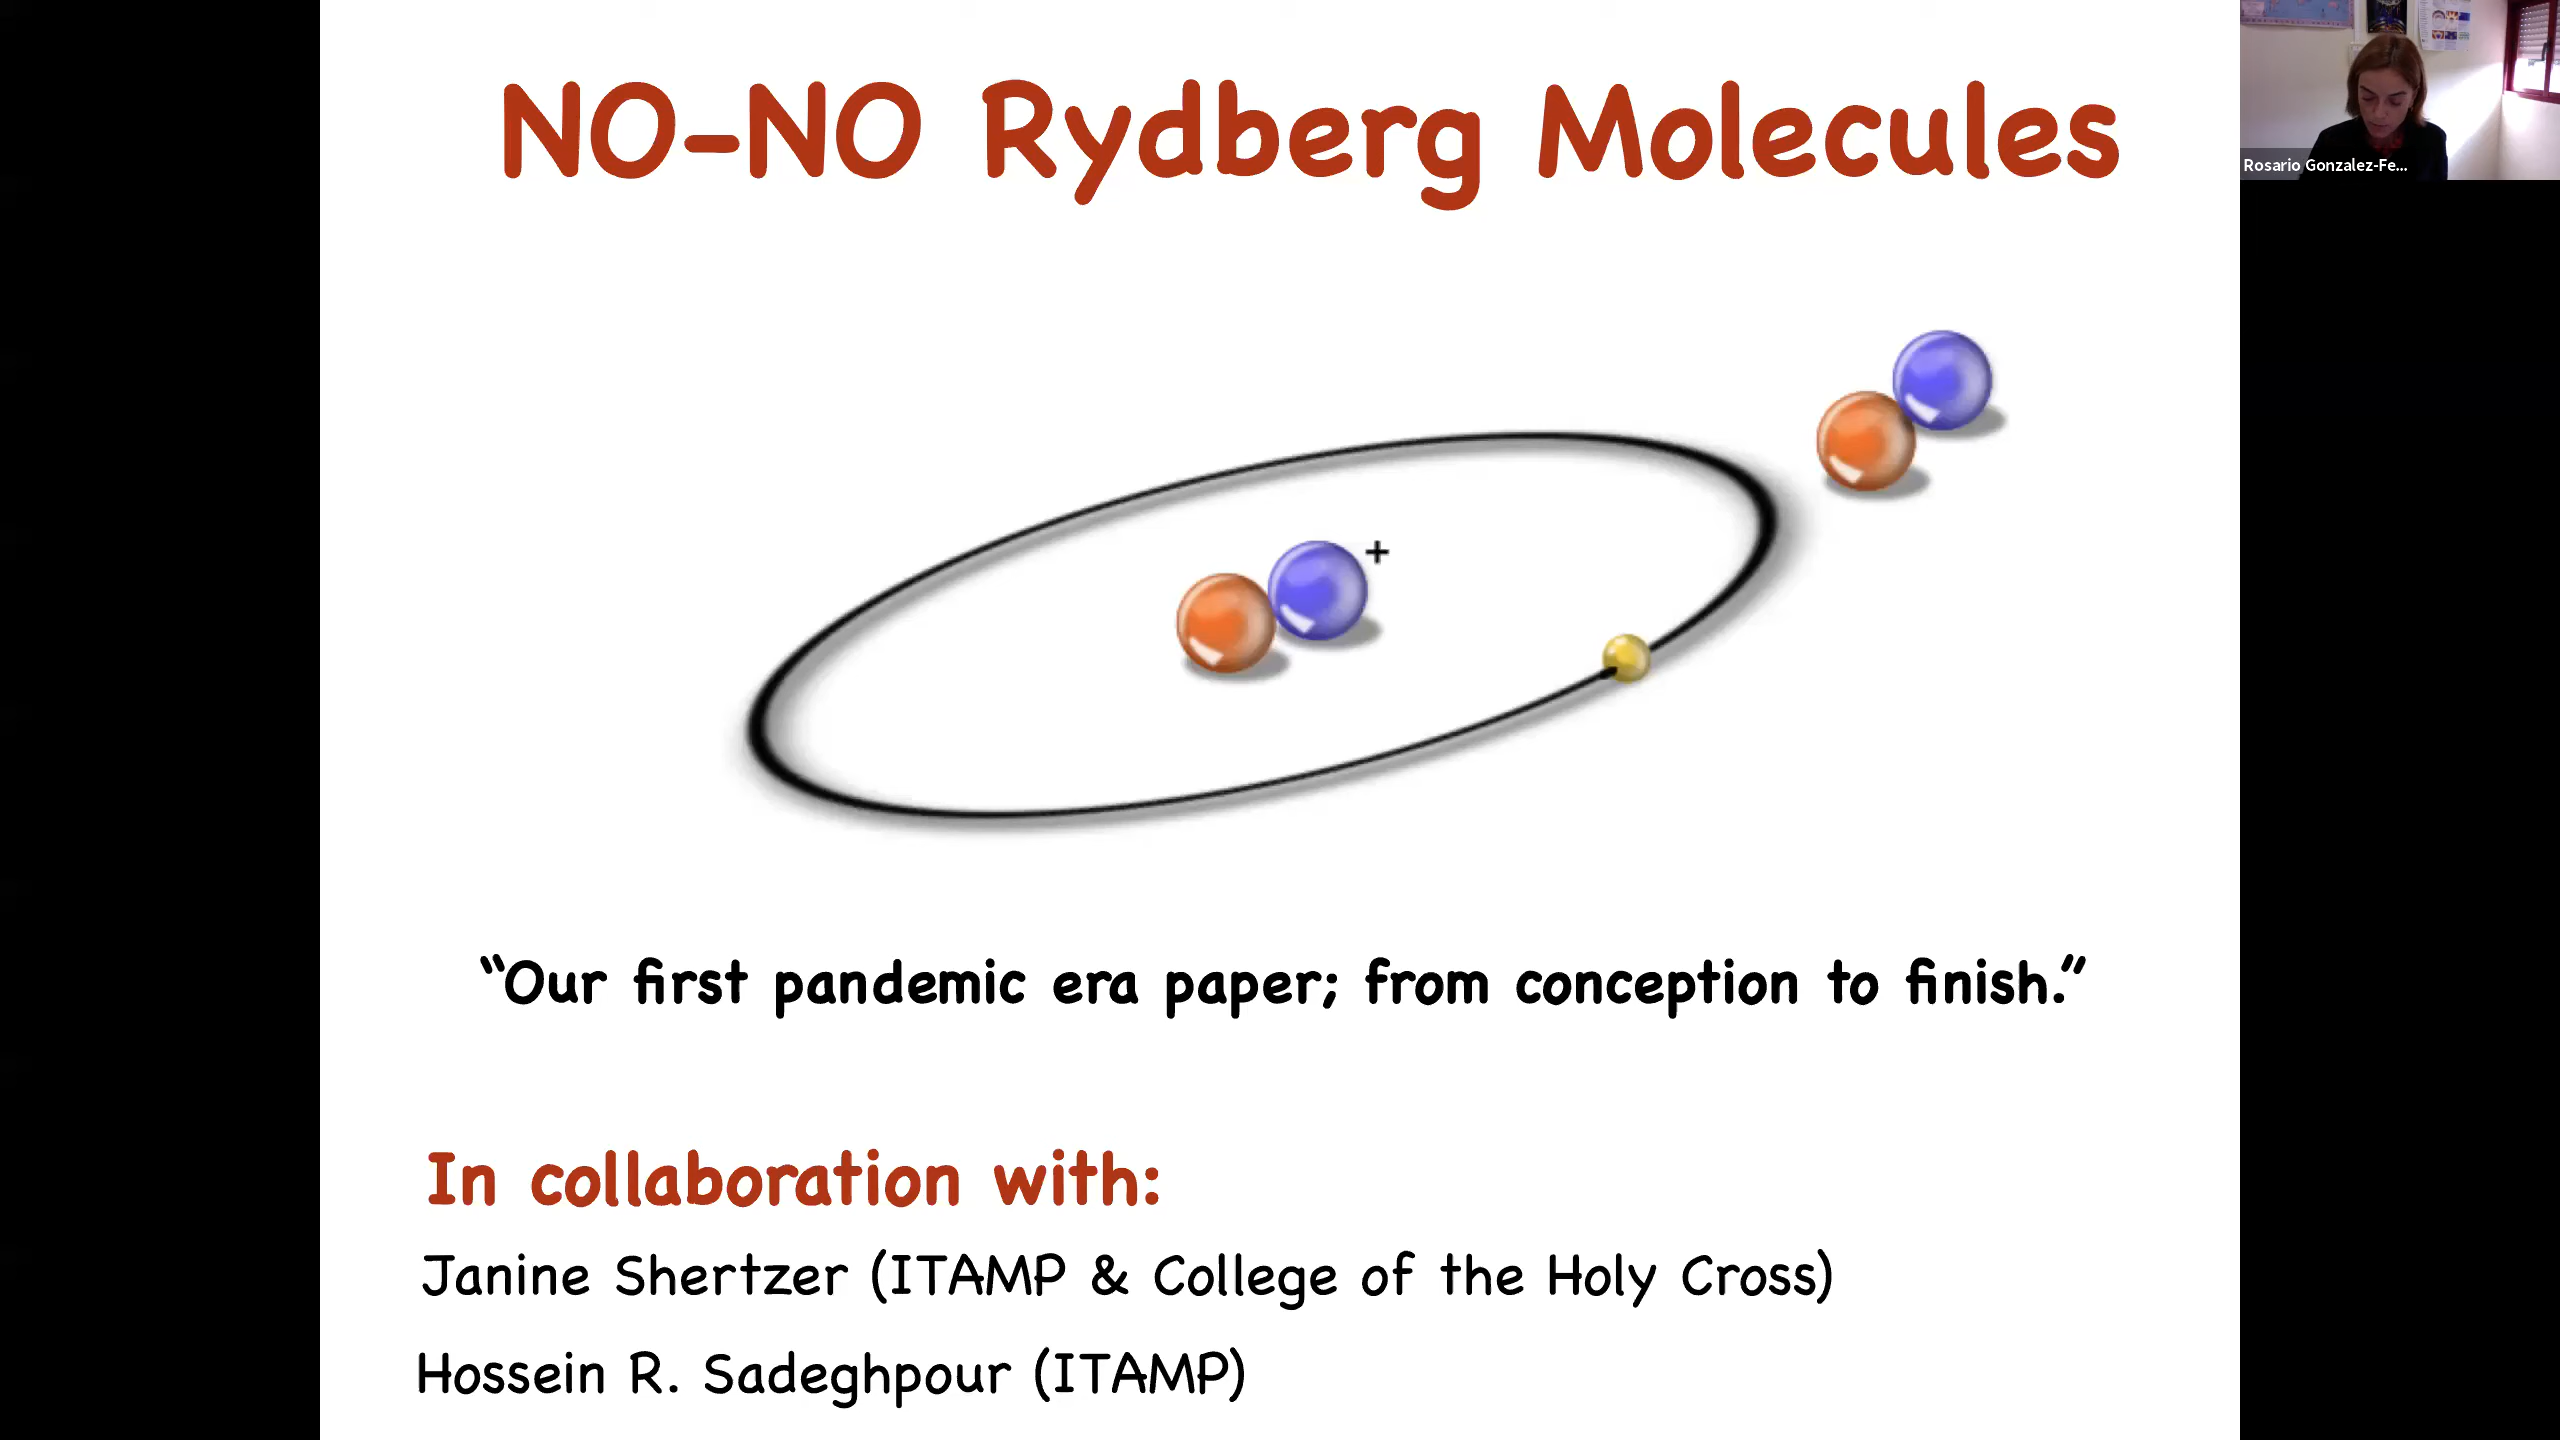 NO-NO Rydberg Molecules
Rosario Gonzalez-Fe...
+
“Our first pandemic era paper; from conception to finish.”
In collaboration with:
Janine Shertzer (ITAMP & College of the Holy Cross)
Hossein R. Sadeghpour (ITAMP)